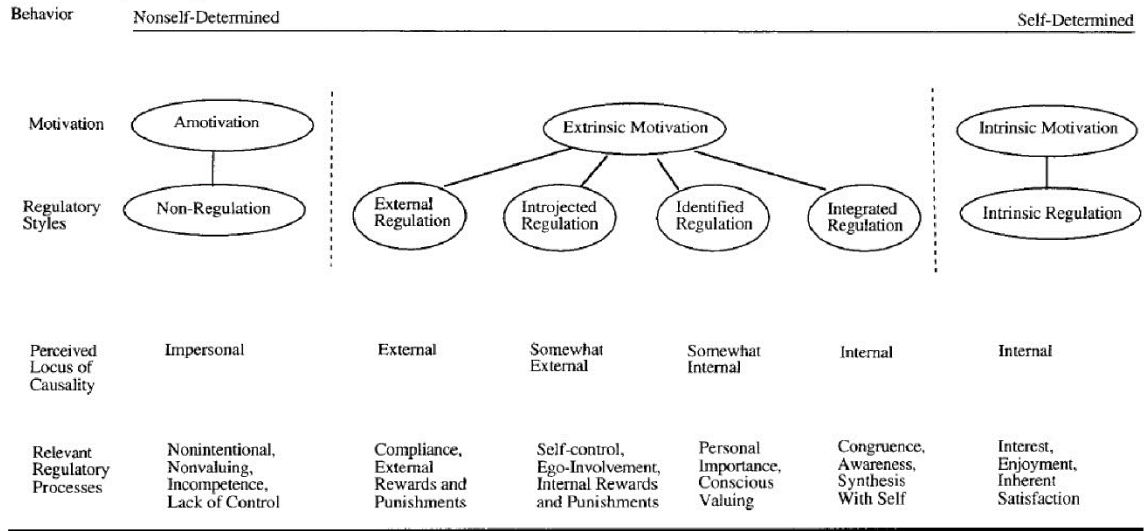 Behavior Nonself-Determined Self-Determined
Motivation Amotivation Extrinsic Motivation Intrinsic Motivation
Regulatory
Styles
Non-Regulation
External
Regulation
Introjected
Regulation
Identified
Regulation
Integrated
Regulation
Intrinsic Regulation
Perceived
Locus of
Causality
Impersonal
External
Somewhat
External
Somewhat
Internal
Internal
Internal
Relevant
Regulatory
Processes
Nonintentional,
Nonvaluing,
Incompetence,
Lack of Control
Compliance,
External
Rewards and
Punishments
Self-control,
Ego-Involvement,
Internal Rewards
and Punishments
Personal
Importance,
Conscious
Valuing
Congruence,
Awareness,
Synthesis
With Self
Interest,
Enjoyment,
Inherent
Satisfaction